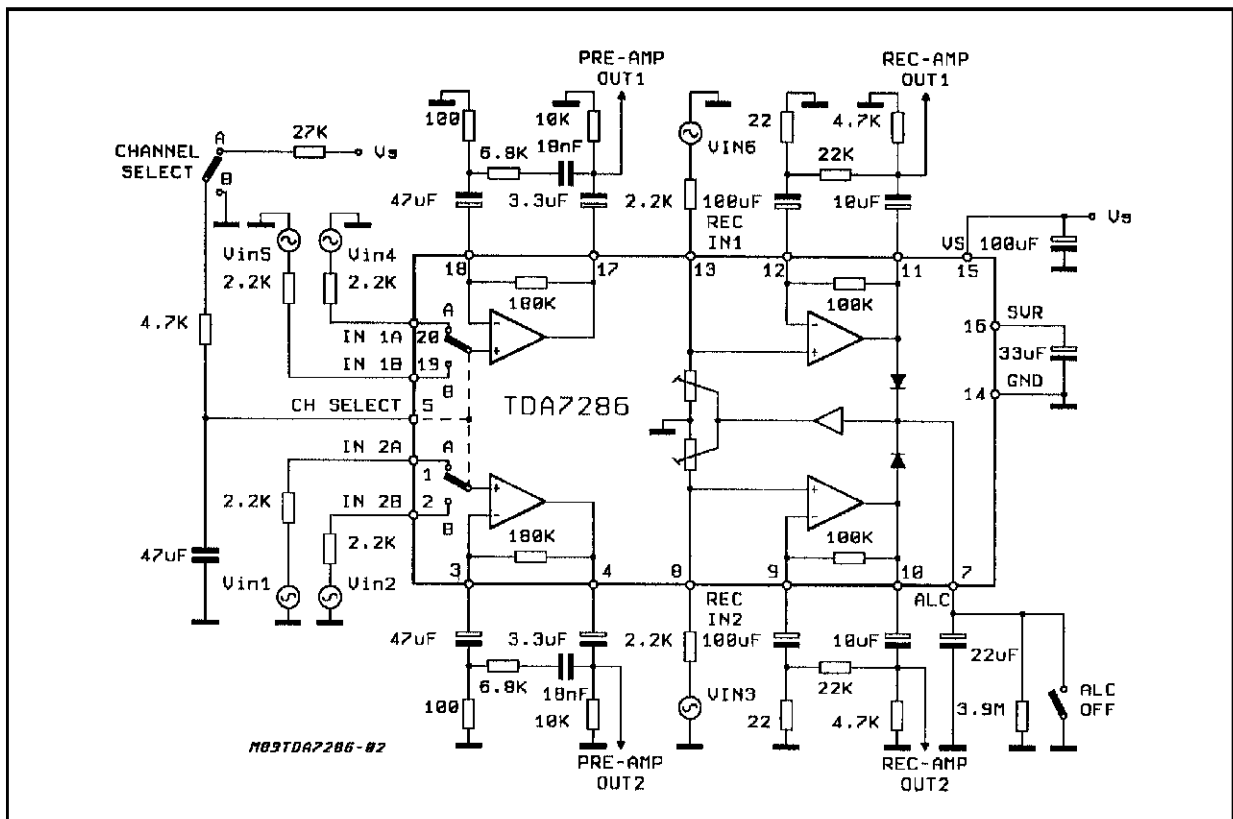 PRE-AMP
OUT1
REC-AMP
OUT1
100
10K
22
4.7K
A
27K
CHANNEL
SELECT
Vs
B
6.8K
18nF
VIN6
22K
47uF
3.3uF
2.2K
100uF
10uF
REC
IN1
VS
Vs
100uF
Vin5
Vin4
18
17
13
12
11
15
2.2K
2.2K
180K
100K
4.7K
A
IN 1A
20
IN 1B
19
B
-
+
-
+
16
SVR
33uF
GND
14
CH SELECT
5
TDA7286
IN 2A
A
1
IN 2B
2
B
+
-
+
-
2.2K
2.2K
180K
100K
47uF
3
4
8
9
10
7
Vin1
Vin2
REC
IN2
ALC
47uF
3.3uF
2.2K
100uF
10uF
22uF
6.8K
18nF
VIN3
22K
3.9M
ALC
OFF
100
10K
22
4.7K
M89TDA7286-02
PRE-AMP
OUT2
REC-AMP
OUT2